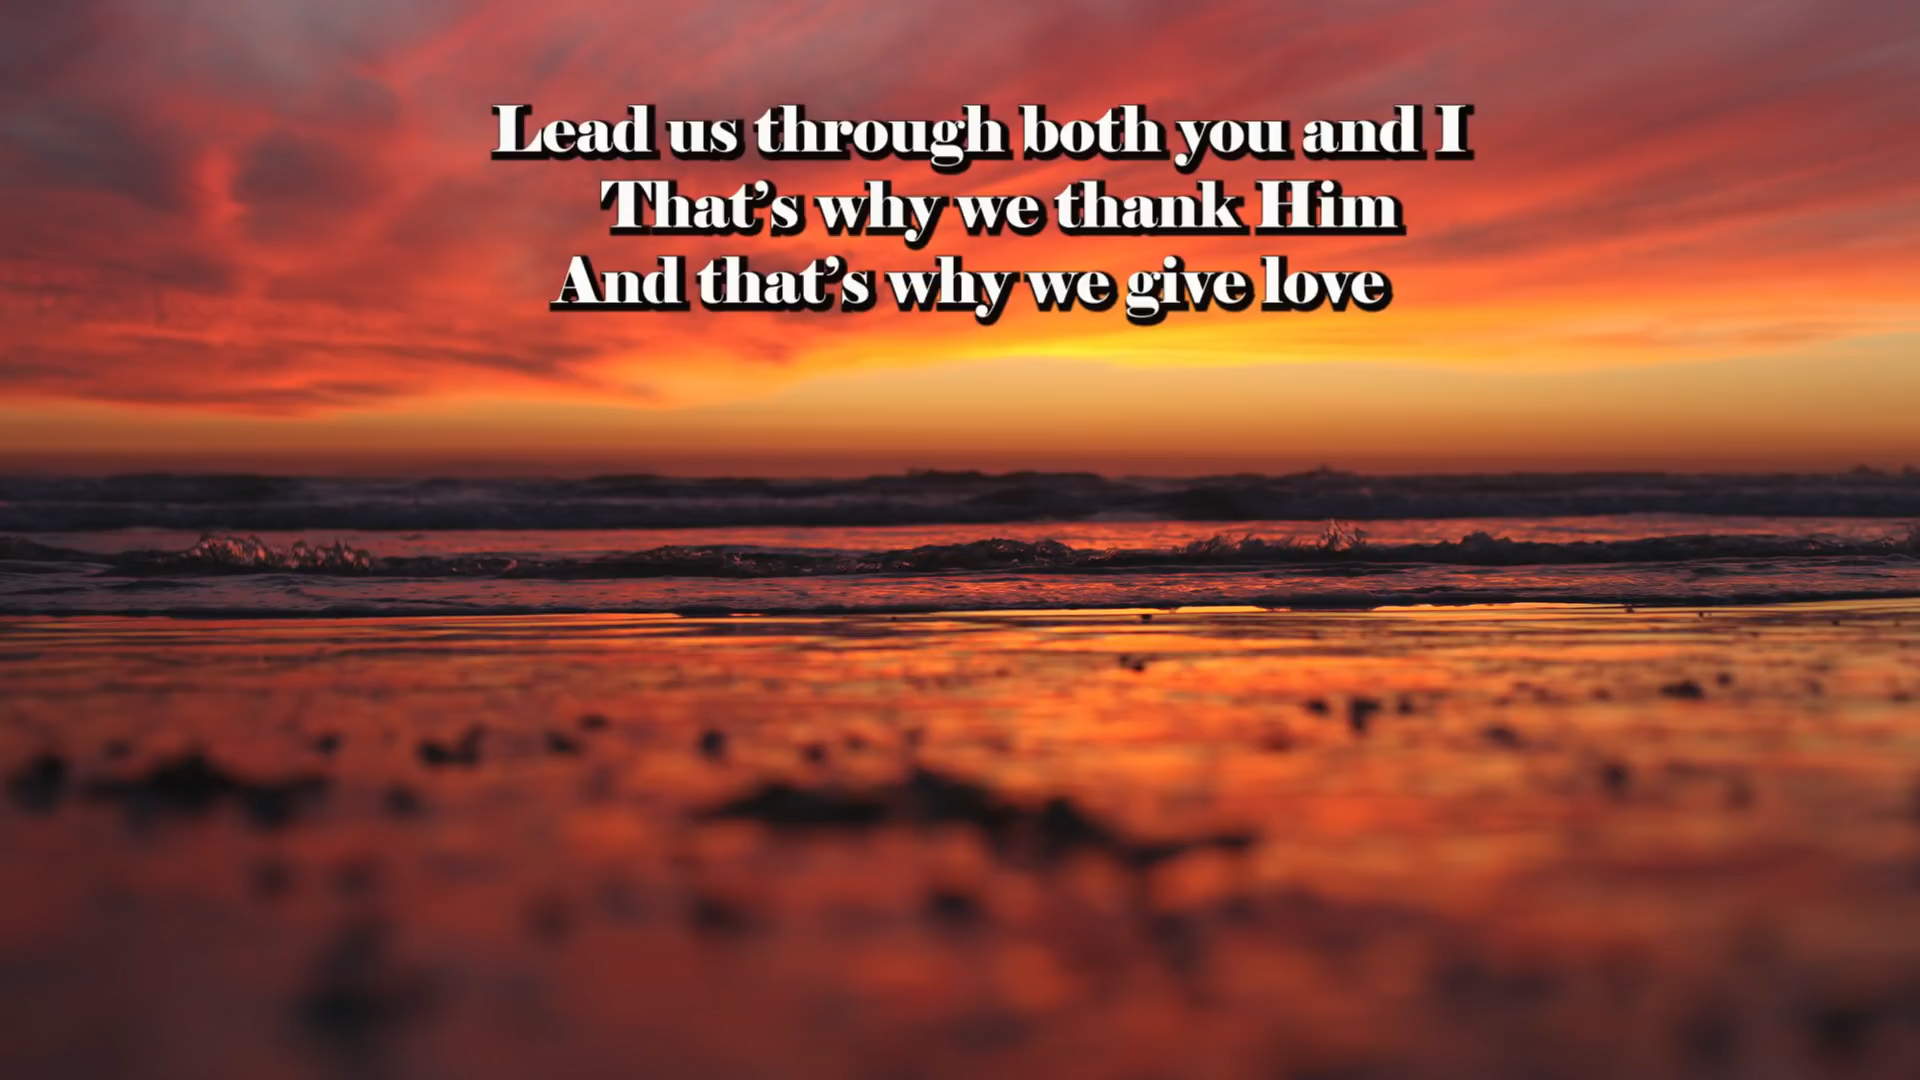 Lead us through both you and I
That’s why we thank Him
And that’s why we give love